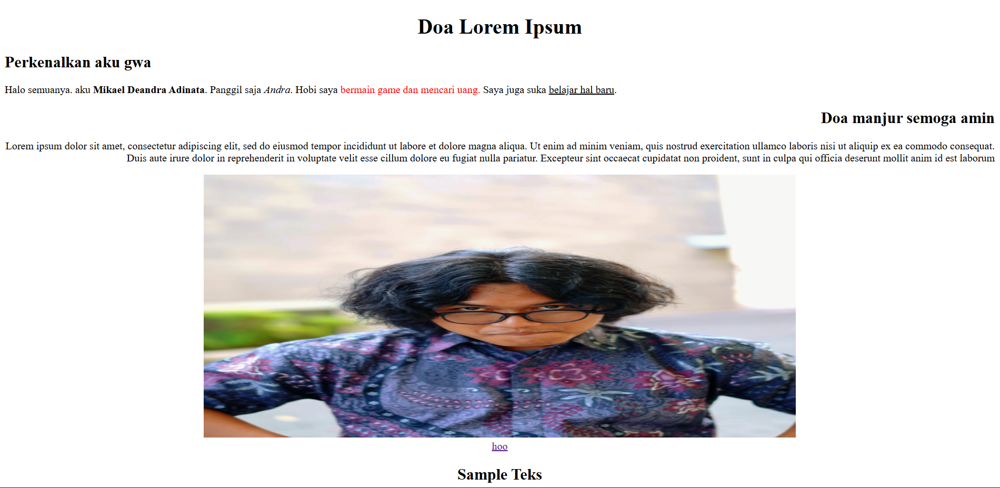 Doa Lorem Ipsum
Perkenalkan aku gwa
Halo semuanya. aku Mikael Deandra Adinata. Panggil saja Andra. Hobi saya bermain game dan mencari uang. Saya juga suka belajar hal baru.
Doa manjur semoga amin
Lorem ipsum dolor sit amet, consectetur adipiscing elit, sed do eiusmod tempor incididunt ut labore et dolore magna aliqua. Ut enim ad minim veniam, quis nostrud exercitation ullamco laboris nisi ut aliquip ex ea commodo consequat.
Duis aute irure dolor in reprehenderit in voluptate velit esse cillum dolore eu fugiat nulla pariatur. Excepteur sint occaecat cupidatat non proident, sunt in culpa qui officia deserunt mollit anim id est laborum
hoo
Sample Teks